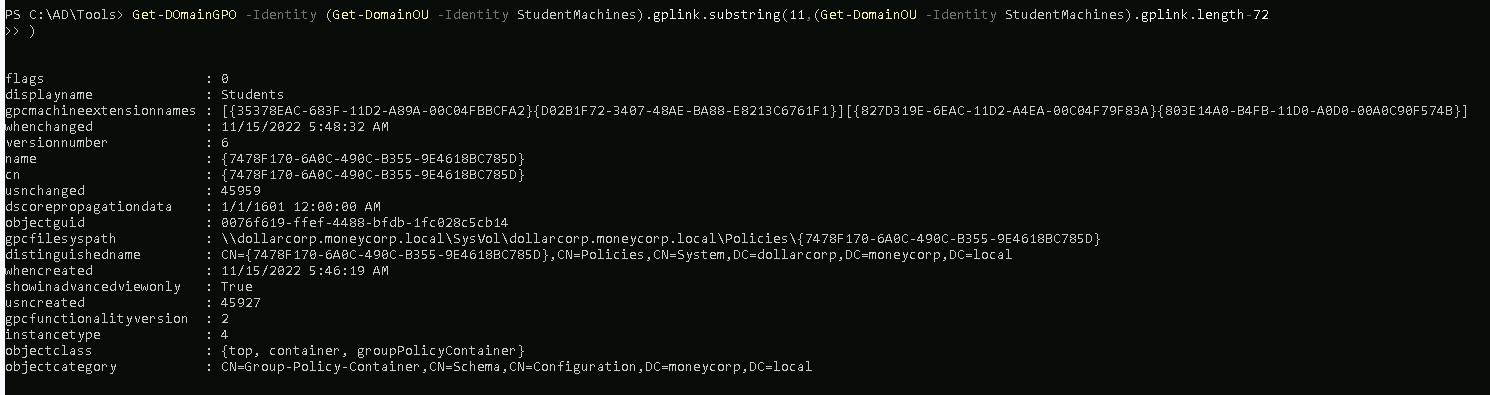 PS C:\AD\Tools> Get-DOmainGPO -Identity (Get-DomainOU -Identity StudentMachines).gplink.substring(11,(Get-DomainOU -Identity StudentMachines).gplink.length-72
>> )
flags : 0
displayname : Students
gpcmachineextensionnames : [{35378EAC-683F-11D2-A89A-00C04FBBCFA2}{D02B1F72-3407-48AE-BA88-E8213C6761F1}][{827D319E-6EAC-11D2-A4EA-00C04F79F83A}{803E14A0-B4FB-11D0-A0D0-00A0C90F574B}]
whenchanged : 11/15/2022 5:48:32 AM
versionnumber : 6
name : {7478F170-6A0C-490C-B355-9E4618BC785D}
cn : {7478F170-6A0C-490C-B355-9E4618BC785D}
usnchanged : 45959
dscorepropagationdata : 1/1/1601 12:00:00 AM
objectguid : 0076f619-ffef-4488-bfdb-1fc028c5cb14
gpcfilesyspath : \\dollarcorp.moneycorp.local\SysVol\dollarcorp.moneycorp.local\Policies\{7478F170-6A0C-490C-B355-9E4618BC785D}
distinguishedname : CN={7478F170-6A0C-490C-B355-9E4618BC785D},CN=Policies,CN=System,DC=dollarcorp,DC=moneycorp,DC=local
whencreated : 11/15/2022 5:46:19 AM
showinadvancedviewonly : True
usncreated : 45927
gpcfunctionalityversion : 2
instancetype : 4
objectclass : {top, container, groupPolicyContainer}
objectcategory : CN=Group-Policy-Container,CN=Schema,CN=Configuration,DC=moneycorp,DC=local